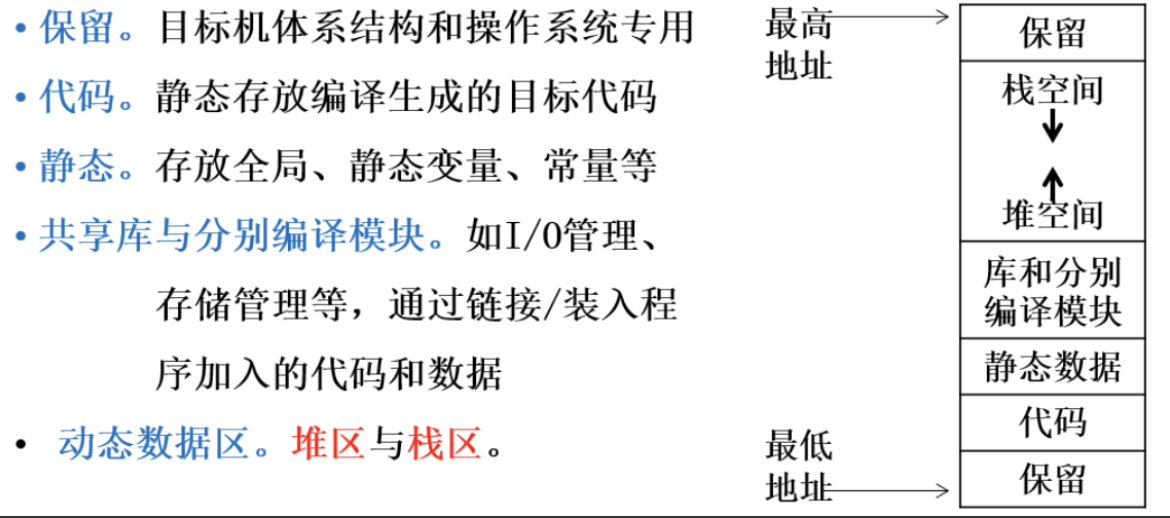 • 保留。目标机体系结构和操作系统专用
• 代码。静态存放编译生成的目标代码
• 静态。存放全局、静态变量、常量等
• 共享库与分别编译模块。如I/O管理、
存储管理等，通过链接/装入程
序加入的代码和数据
• 动态数据区。堆区与栈区。
最高
地址
保留
栈空间
堆空间
库和分别
编译模块
静态数据
代码
最低
地址
保留